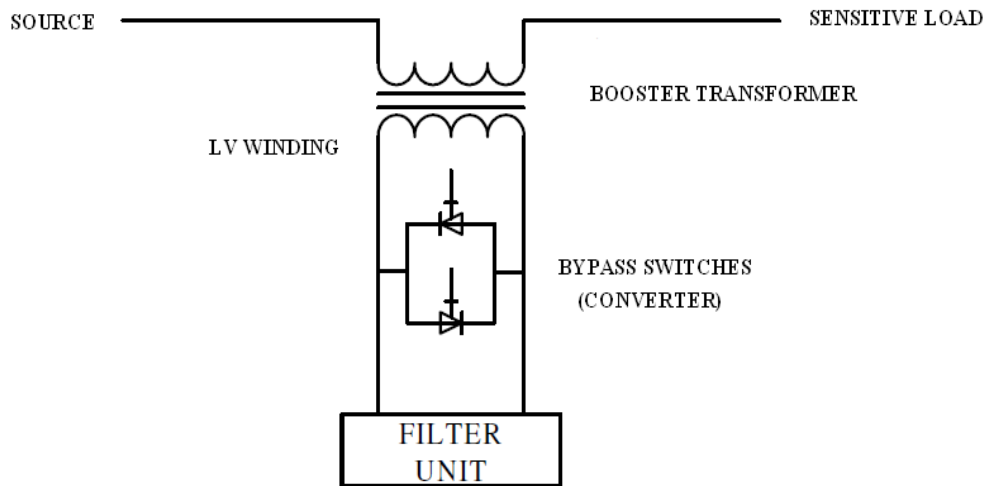 SOURCE
SENSITIVE LOAD
BOOSTER TRANSFORMER
LV WINDING
BYPASS SWITCHES
(CONVERTER)
FILTER
UNIT